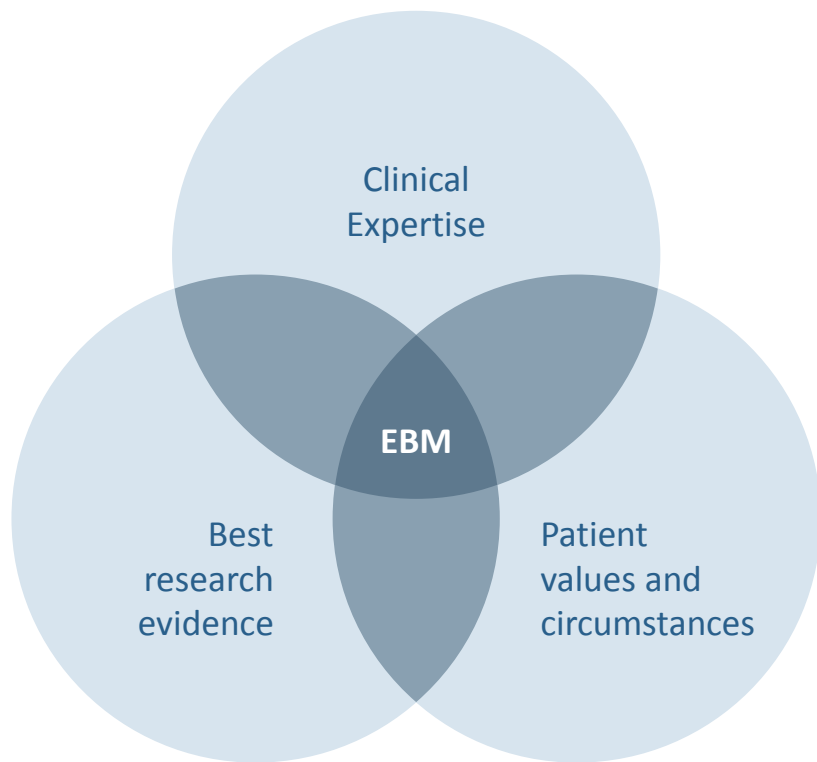 Clinical
Expertise
EBM
Best
research
evidence
Patient
values and
circumstances